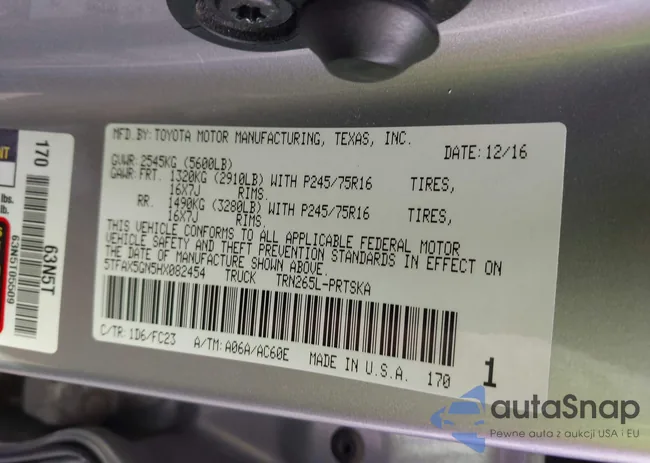 MFD.BY:TOYOTA MOTOR MANUFACTURING, TEXAS, INC.
DATE:12/16
GVWR:2545KG (5600LB)
GAWR:FRT. 1320KG (2910LB) WITH P245/75R16 TIRES,
16X7J RIMS.
RR. 1490KG (3280LB) WITH P245/75R16 TIRES,
16X7J RIMS.
THIS VEHICLE CONFORMS TO ALL APPLICABLE FEDERAL MOTOR
VEHICLE SAFETY AND THEFT PREVENTION STANDARDS IN EFFECT ON
THE DATE OF MANUFACTURE SHOWN ABOVE.
5TFAX5GN5HX082454 TRUCK TRN265L-PRTSKA
C/TR:1D6/FC23 A/TM:A06A/AC60E MADE IN U.S.A. 170 1
170
63N5T
lbs.
autaSnap
Pewne auta z aukcji USA i EU